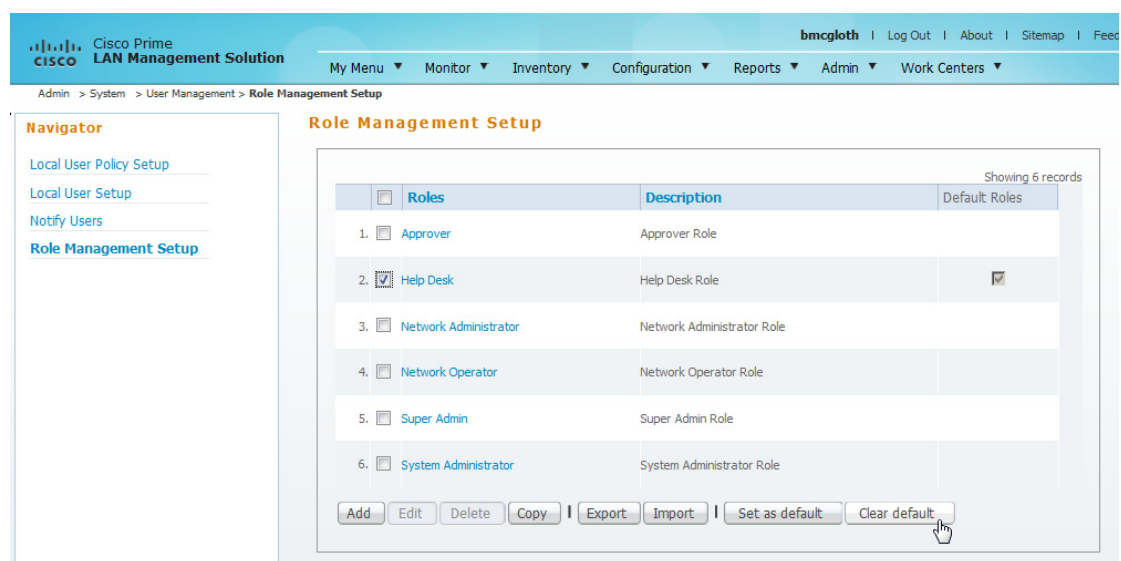 bmcgloth | Log Out | About | Sitemap | Feed
CISCO
Cisco Prime
LAN Management Solution
My Menu ▼ Monitor ▼ Inventory ▼ Configuration ▼ Reports ▼ Admin ▼ Work Centers ▼
Admin > System > User Management > Role Management Setup
Navigator
Local User Policy Setup
Local User Setup
Notify Users
Role Management Setup
Role Management Setup
Showing 6 records
Roles Description Default Roles
1. Approver Approver Role
2. Help Desk Help Desk Role
3. Network Administrator Network Administrator Role
4. Network Operator Network Operator Role
5. Super Admin Super Admin Role
6. System Administrator System Administrator Role
Add Edit Delete Copy | Export Import | Set as default Clear default